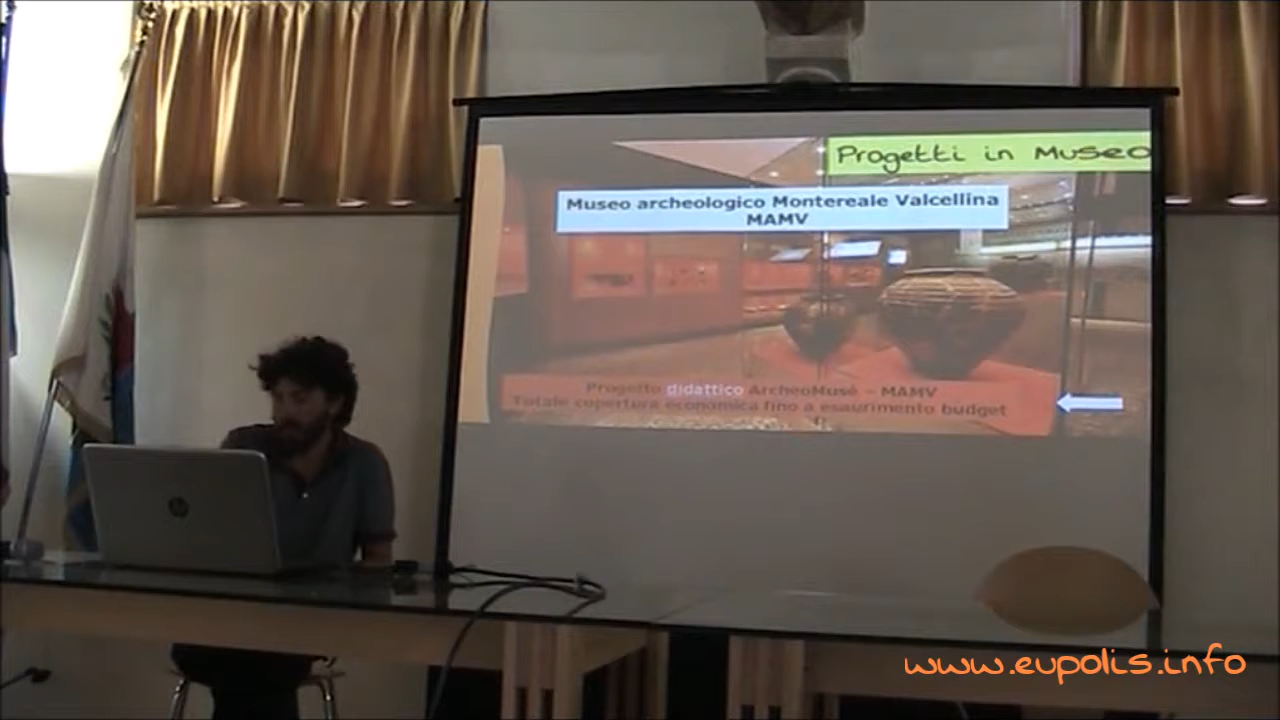 Progetti in Museo
Museo archeologico Montereale Valcellina
MAMV
Progetto didattico ArcheoMusé - MAMV
Totale copertura economica fino a esaurimento budget
hp
www.eupolis.info